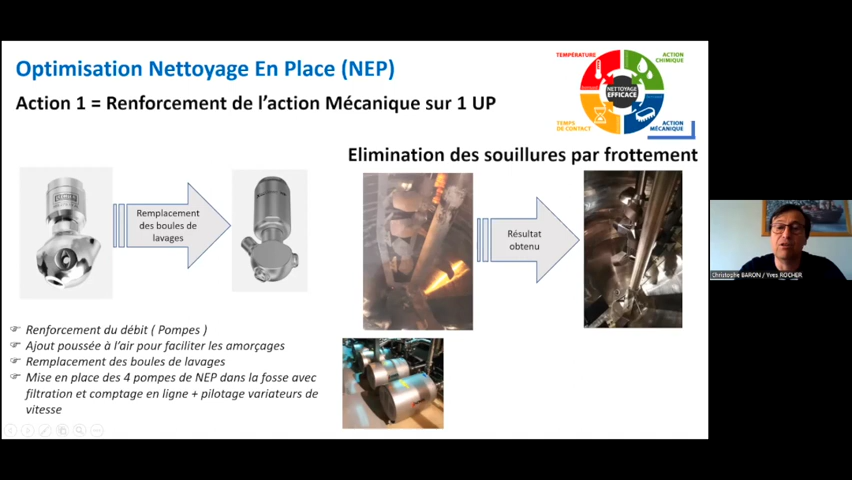 Optimisation Nettoyage En Place (NEP)
Action 1 = Renforcement de l'action Mécanique sur 1 UP
TEMPÉRATURE
ACTION
CHIMIQUE
NETTOYAGE
EFFICACE
TEMPS
DE CONTACT
ACTION
MÉCANIQUE
Elimination des souillures par frottement
Remplacement
des boules de
lavages
Résultat
obtenu
Renforcement du débit ( Pompes )
Ajout poussée à l'air pour faciliter les amorçages
Remplacement des boules de lavages
Mise en place des 4 pompes de NEP dans la fosse avec
filtration et comptage en ligne + pilotage variateurs de
vitesse
Christophe BARON / Yves ROCHER